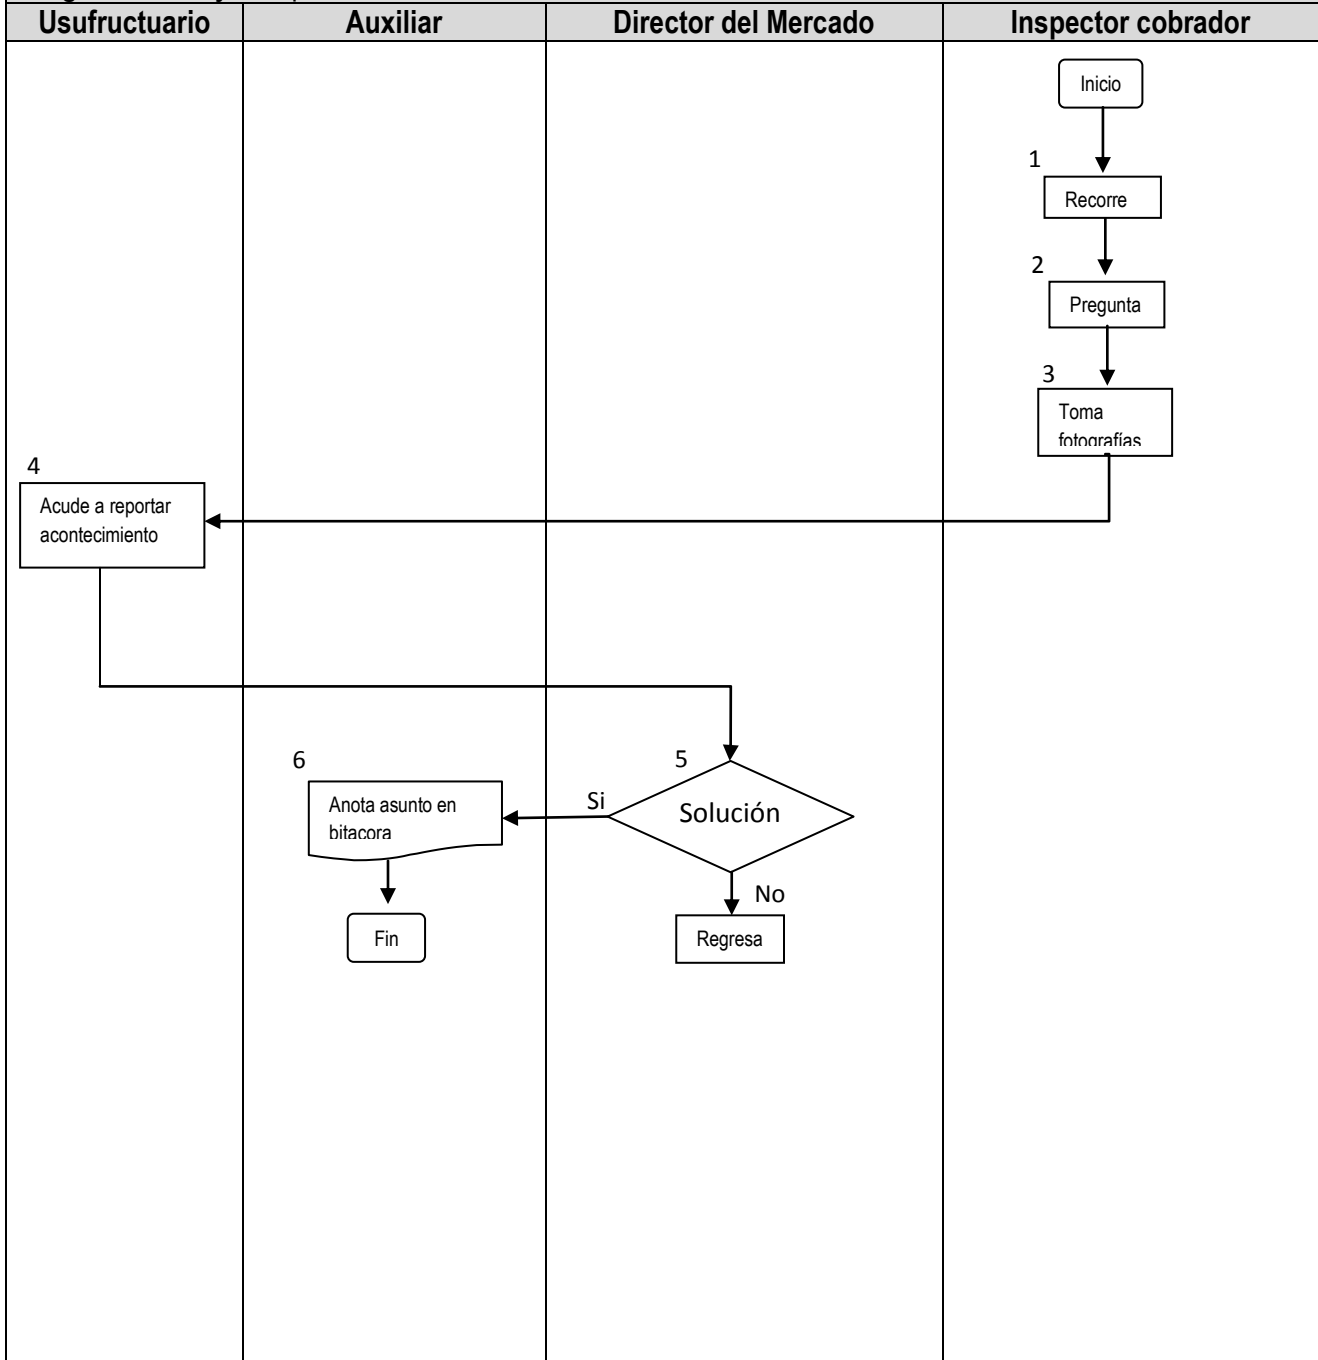 Usufructuario Auxiliar Director del Mercado Inspector cobrador
Inicio
1
Recorre
2
Pregunta
3
Toma
fotografías
4
Acude a reportar
acontecimiento
5
Solución
Si
No
6
Anota asunto en
bitacora
Fin
Regresa